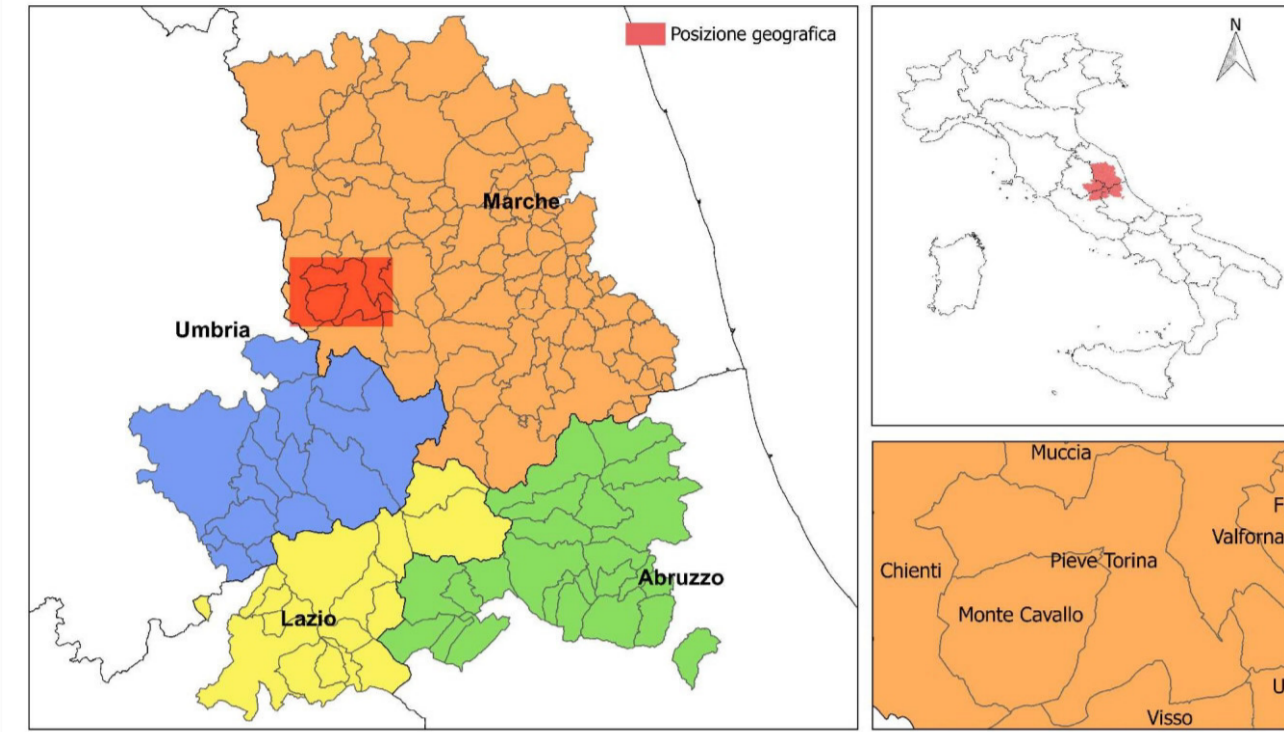 Posizione geografica
Marche
Umbria
Abruzzo
Lazio
N
Muccia
F
Valforna
Chienti
Pieve Torina
Monte Cavallo
U
Visso